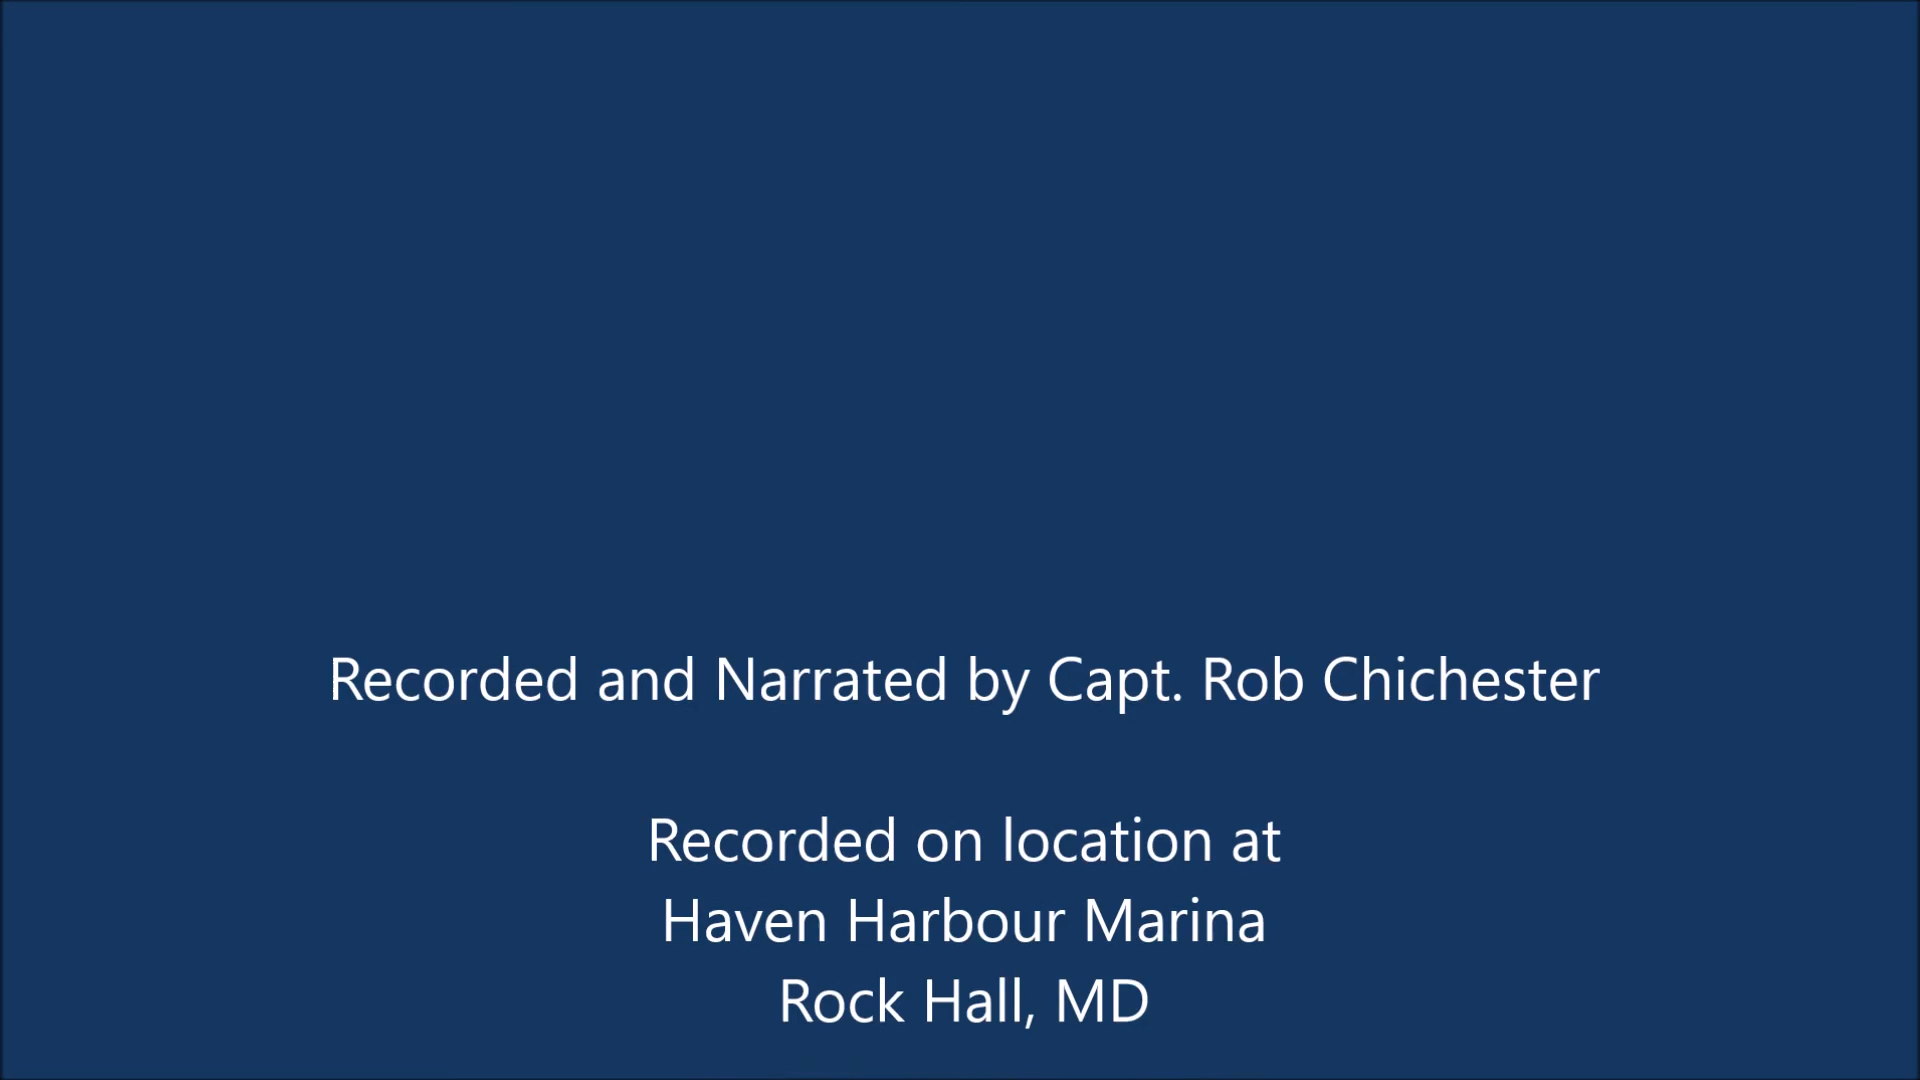 Recorded and Narrated by Capt. Rob Chichester
Recorded on location at
Haven Harbour Marina
Rock Hall, MD